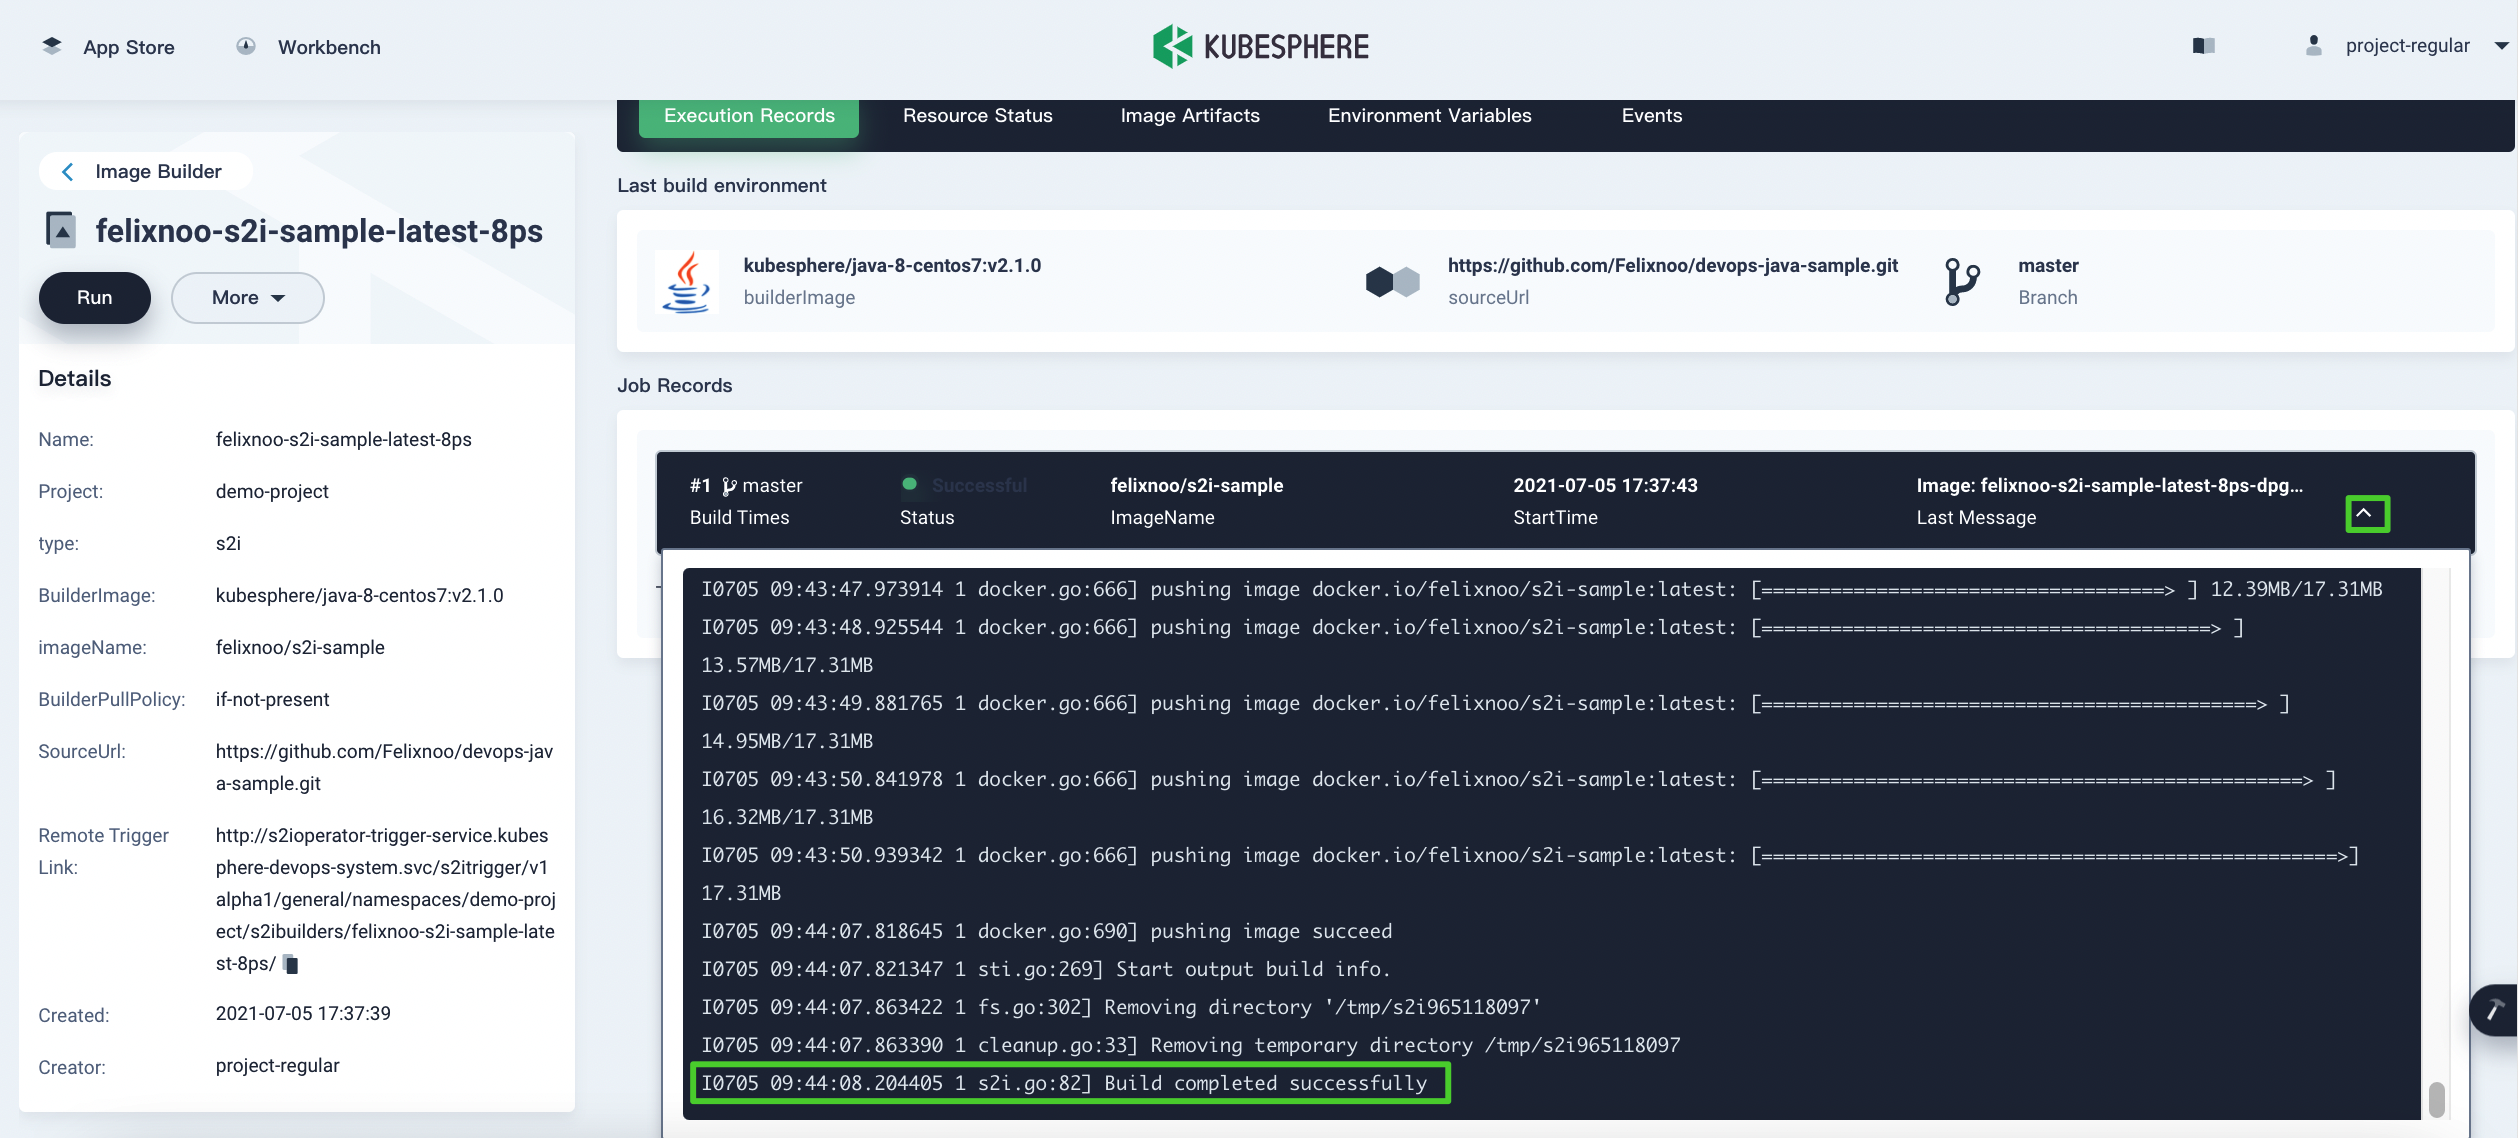 App Store
Workbench
KUBESPHERE
project-regular
Image Builder
felixnoo-s2i-sample-latest-8ps
Run
More
Details
Name: felixnoo-s2i-sample-latest-8ps
Project: demo-project
type: s2i
BuilderImage: kubesphere/java-8-centos7:v2.1.0
imageName: felixnoo/s2i-sample
BuilderPullPolicy: if-not-present
SourceUrl: https://github.com/Felixnoo/devops-jav
a-sample.git
Remote Trigger http://s2ioperator-trigger-service.kubes
Link: phere-devops-system.svc/s2itrigger/v1
alpha1/general/namespaces/demo-proj
ect/s2ibuilders/felixnoo-s2i-sample-late
st-8ps/
Created: 2021-07-05 17:37:39
Creator: project-regular
Execution Records
Resource Status
Image Artifacts
Environment Variables
Events
Last build environment
kubesphere/java-8-centos7:v2.1.0
builderImage
https://github.com/Felixnoo/devops-java-sample.git
sourceUrl
master
Branch
Job Records
#1 master
Build Times
Successful
Status
felixnoo/s2i-sample
ImageName
2021-07-05 17:37:43
StartTime
Image: felixnoo-s2i-sample-latest-8ps-dpg...
Last Message
I0705 09:43:47.973914 1 docker.go:666] pushing image docker.io/felixnoo/s2i-sample:latest: [===================================> ] 12.39MB/17.31MB
I0705 09:43:48.925544 1 docker.go:666] pushing image docker.io/felixnoo/s2i-sample:latest: [=======================================> ]
13.57MB/17.31MB
I0705 09:43:49.881765 1 docker.go:666] pushing image docker.io/felixnoo/s2i-sample:latest: [===========================================> ]
14.95MB/17.31MB
I0705 09:43:50.841978 1 docker.go:666] pushing image docker.io/felixnoo/s2i-sample:latest: [===============================================> ]
16.32MB/17.31MB
I0705 09:43:50.939342 1 docker.go:666] pushing image docker.io/felixnoo/s2i-sample:latest: [==================================================>]
17.31MB
I0705 09:44:07.818645 1 docker.go:690] pushing image succeed
I0705 09:44:07.821347 1 sti.go:269] Start output build info.
I0705 09:44:07.863422 1 fs.go:302] Removing directory '/tmp/s2i965118097'
I0705 09:44:07.863390 1 cleanup.go:33] Removing temporary directory /tmp/s2i965118097
I0705 09:44:08.204405 1 s2i.go:82] Build completed successfully